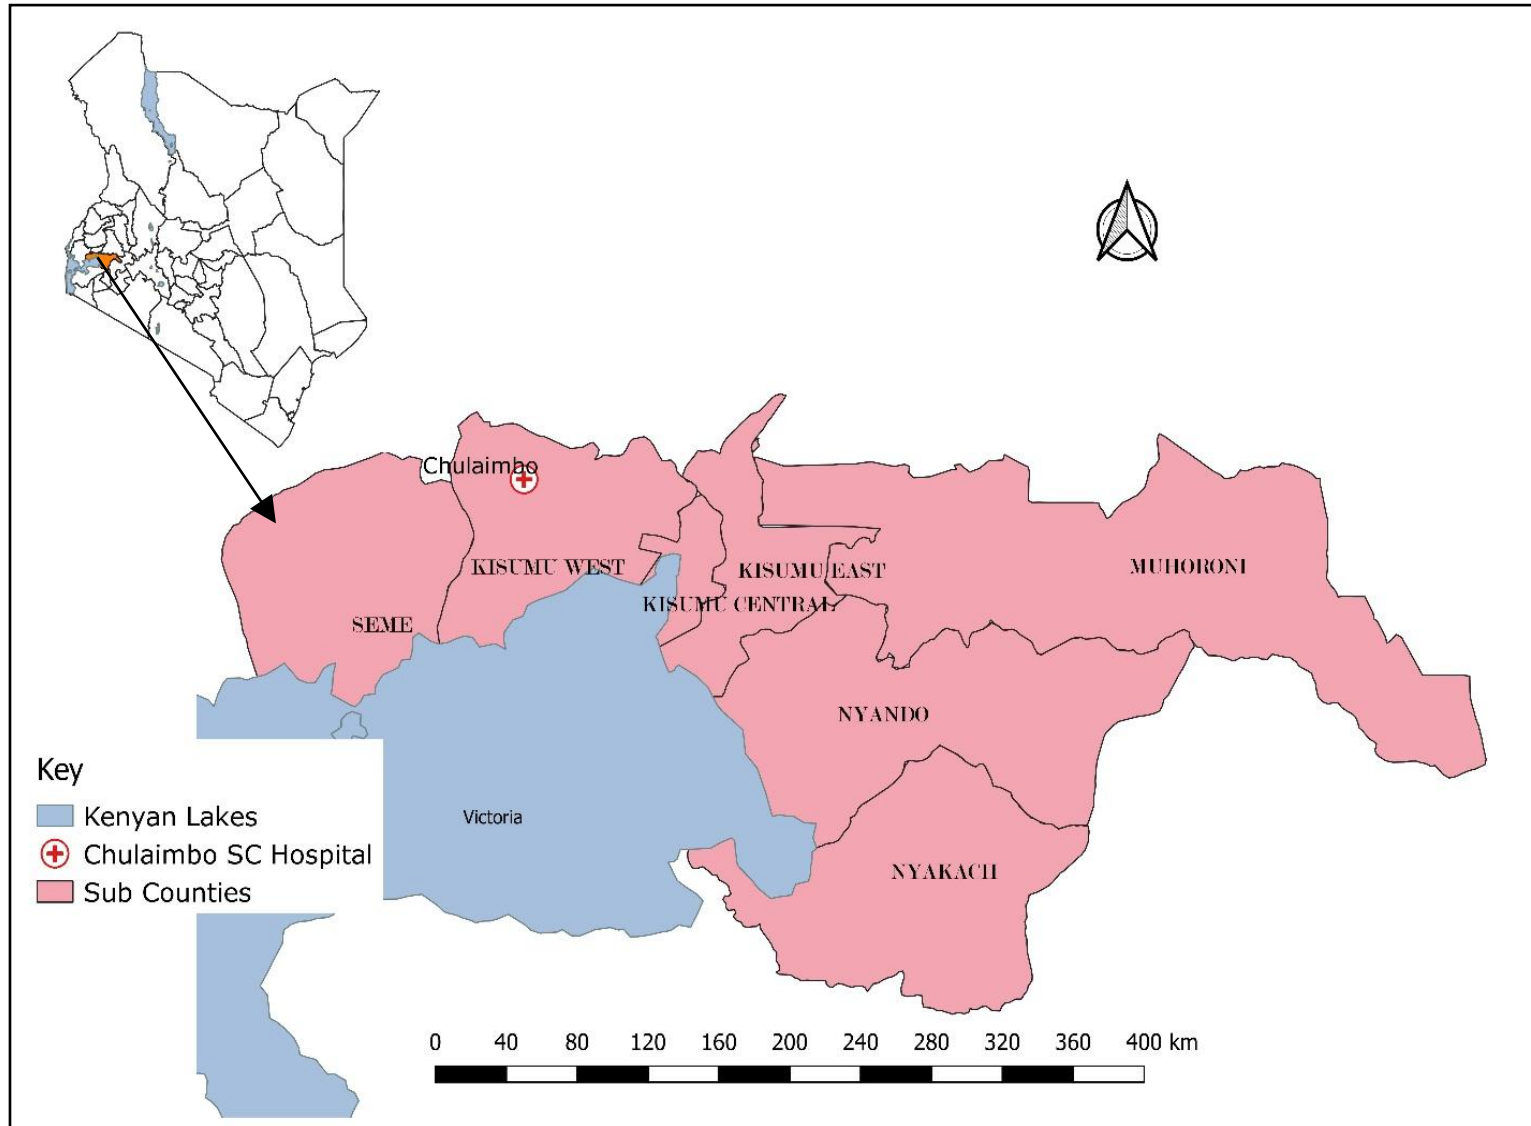 Chulaimbo
KISUMU WEST
KISUMU EAST
MUHORONI
KISUMU CENTRAL
SEME
NYANDO
Key
Kenyan Lakes
Victoria
Chulaimbo SC Hospital
NYAKACH
Sub Counties
0 40 80 120 160 200 240 280 320 360 400 km